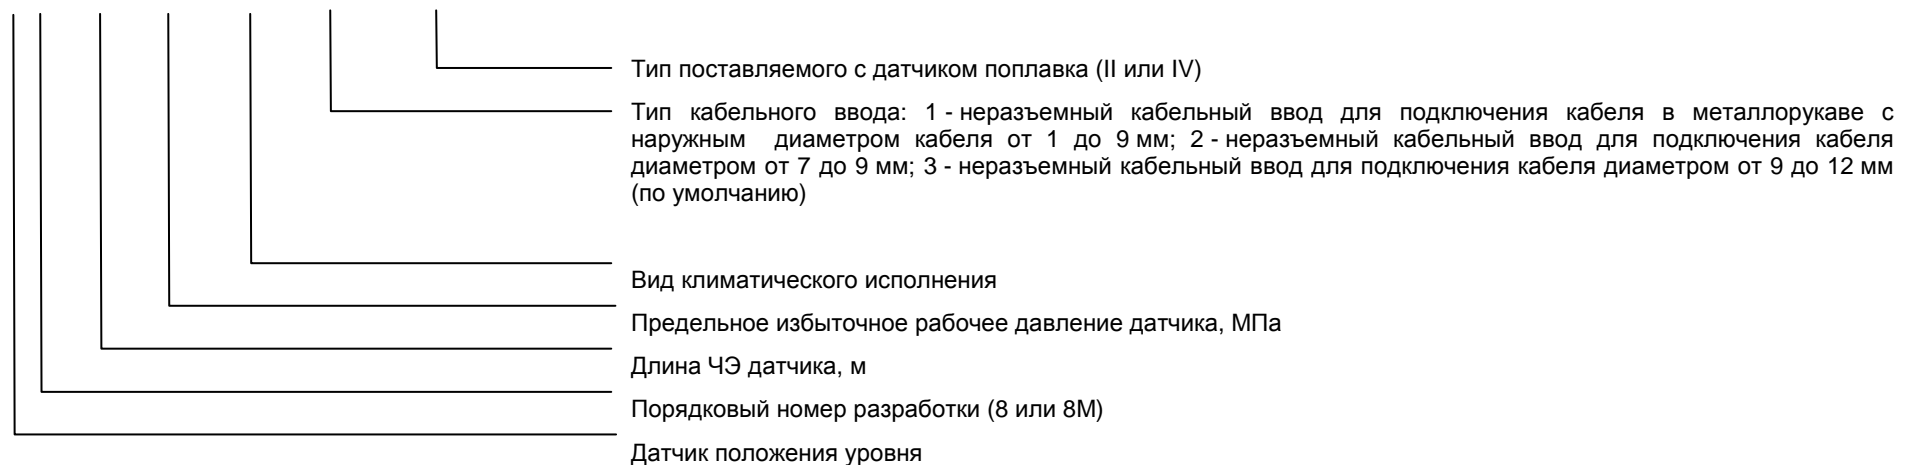 Тип поставляемого с датчиком поплавка (II или IV)
Тип кабельного ввода: 1 - неразъемный кабельный ввод для подключения кабеля в металлорукаве с
наружным диаметром кабеля от 1 до 9 мм; 2 - неразъемный кабельный ввод для подключения кабеля
диаметром от 7 до 9 мм; 3 - неразъемный кабельный ввод для подключения кабеля диаметром от 9 до 12 мм
(по умолчанию)
Вид климатического исполнения
Предельное избыточное рабочее давление датчика, МПа
Длина ЧЭ датчика, м
Порядковый номер разработки (8 или 8М)
Датчик положения уровня